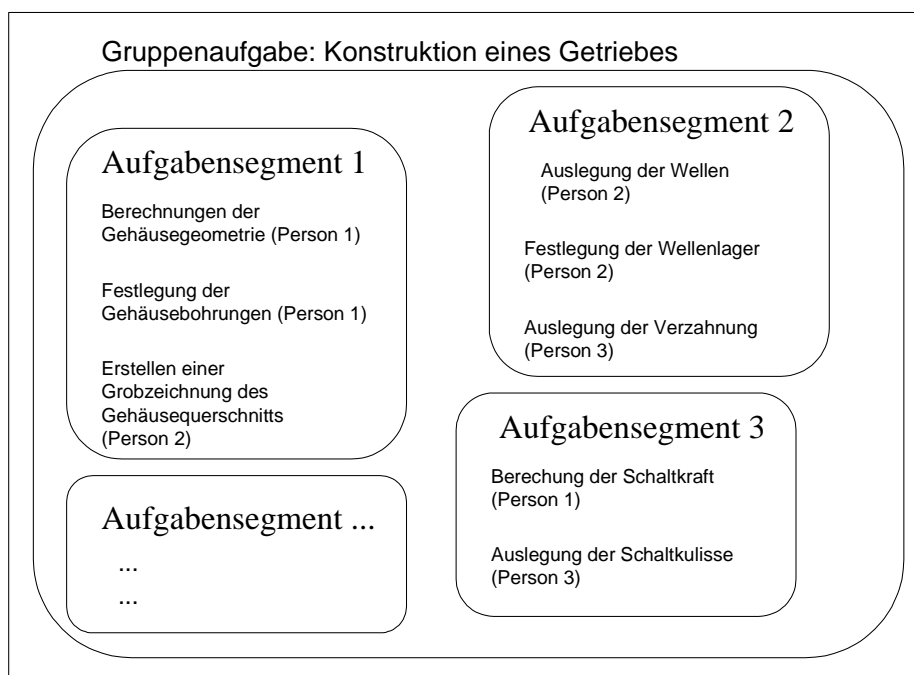 Gruppenaufgabe: Konstruktion eines Getriebes
Aufgabensegment 1
Berechnungen der
Gehäusegeometrie (Person 1)
Festlegung der
Gehäusebohrungen (Person 1)
Erstellen einer
Grobzeichnung des
Gehäusequerschnitts
(Person 2)
Aufgabensegment 2
Auslegung der Wellen
(Person 2)
Festlegung der Wellenlager
(Person 2)
Auslegung der Verzahnung
(Person 3)
Aufgabensegment 3
Berechung der Schaltkraft
(Person 1)
Auslegung der Schaltkulisse
(Person 3)
Aufgabensegment ...
...
...